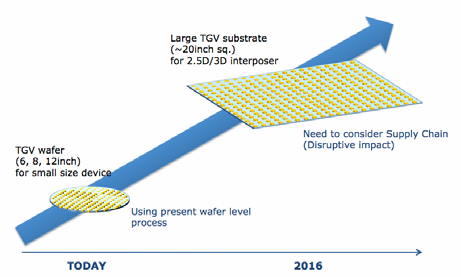 Large TGV substrate
(~20inch sq.)
for 2.5D/3D interposer
Need to consider Supply Chain
(Disruptive impact)
TGV wafer
(6, 8, 12inch)
for small size device
Using present wafer level
process
TODAY
2016